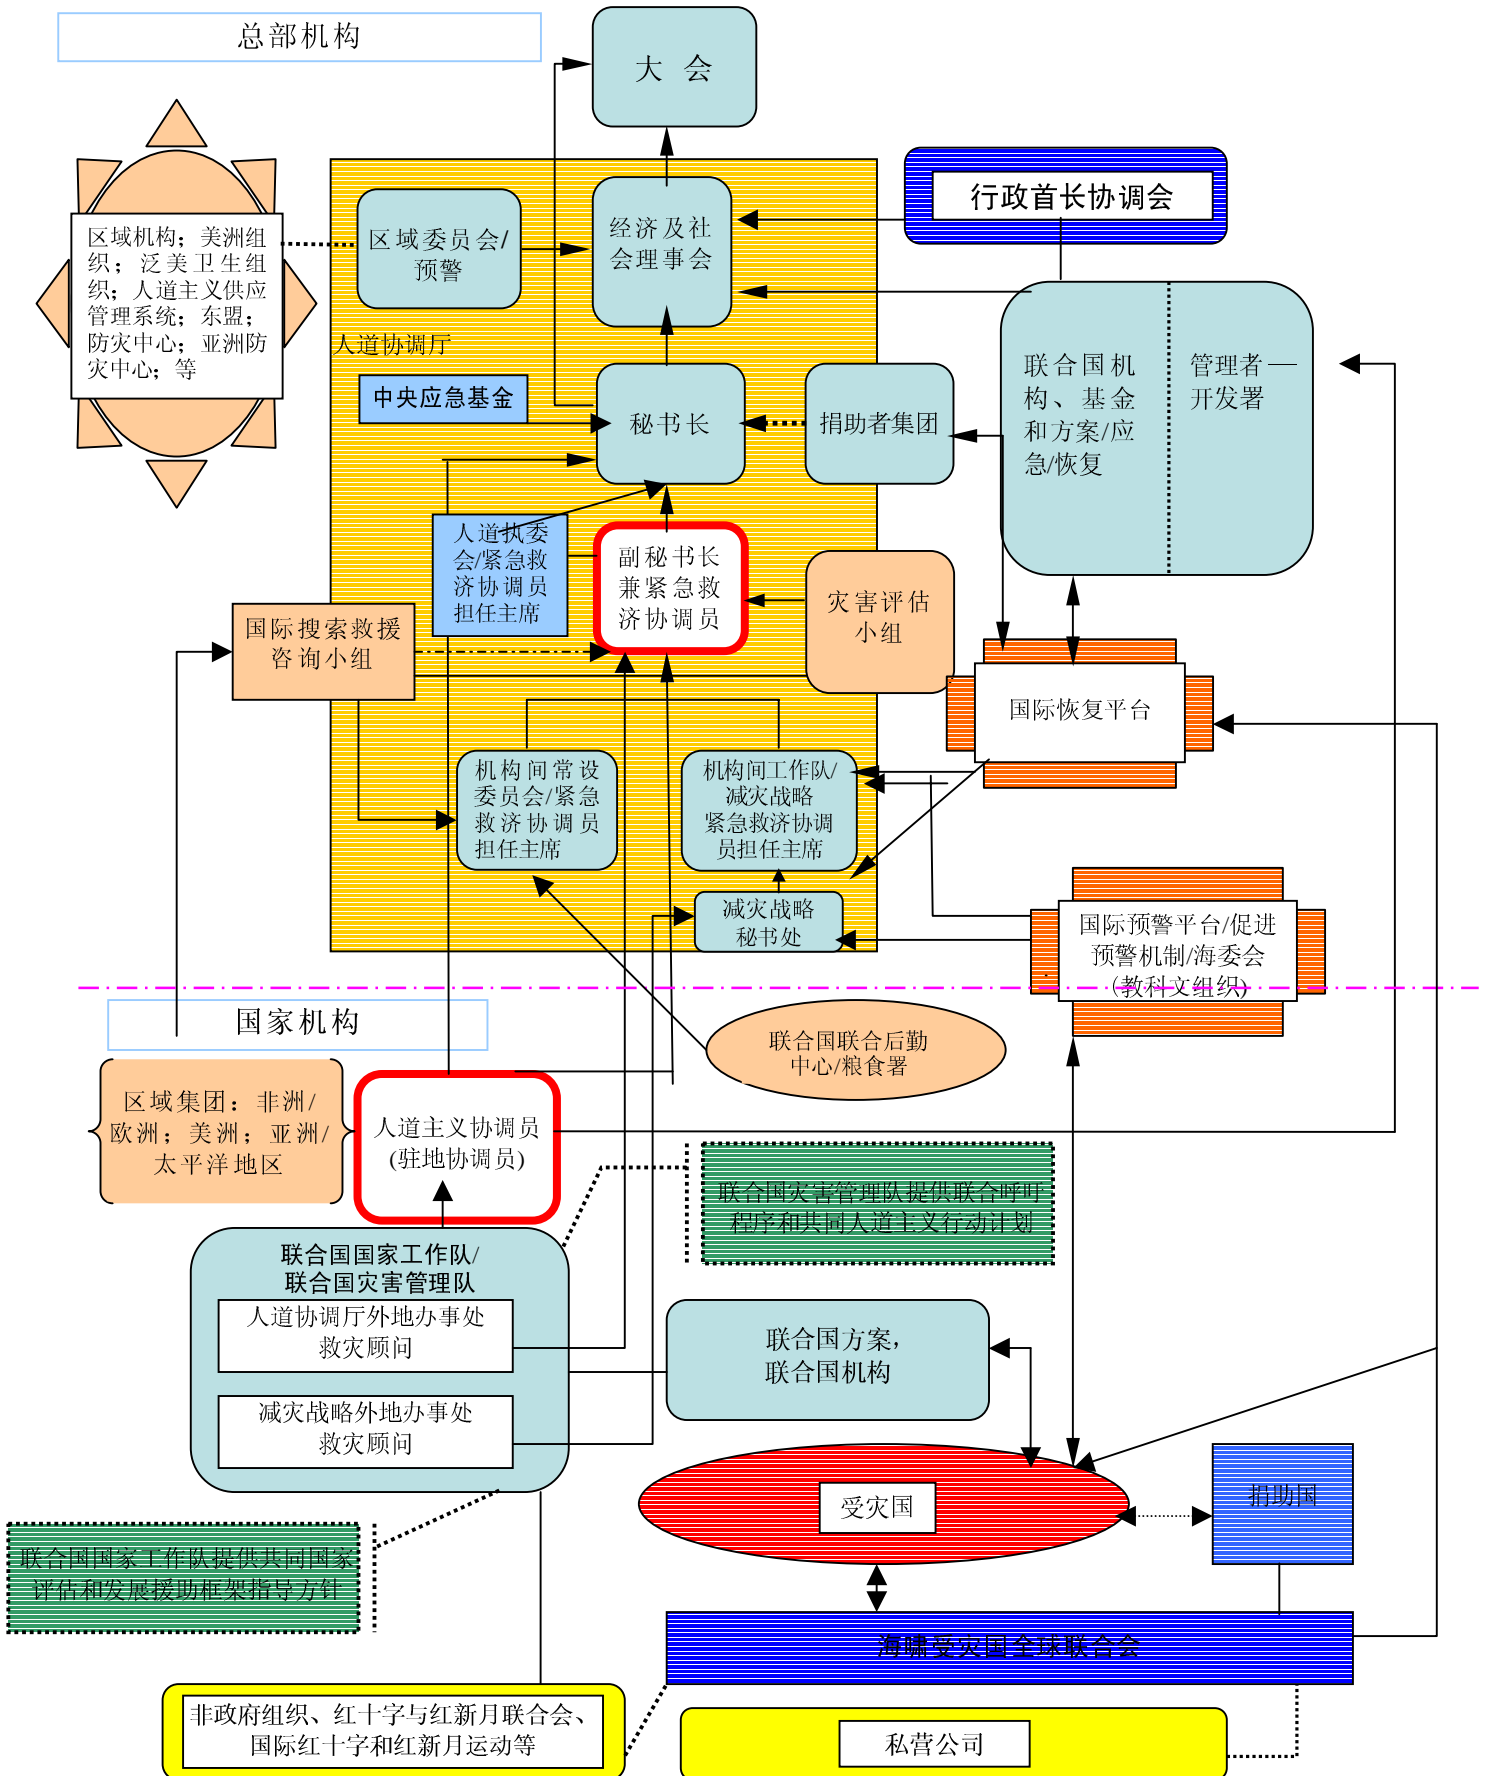 总部机构
大 会
行政首长协调会
区域机构；美洲组
织；泛美卫生组
织；人道主义供应
管理系统；东盟；
防灾中心；亚洲防
灾中心；等
区域委员会/
预警
经济及社
会理事会
人道协调厅
中央应急基金
秘书长
捐助者集团
联合国机
构、基金
和方案/应
急/恢复
管理者—
开发署
人道执委
会/紧急救
济协调员
担任主席
副秘书长
兼紧急救
济协调员
灾害评估
小组
国际搜索救援
咨询小组
国际恢复平台
机构间常设
委员会/紧急
救济协调员
担任主席
机构间工作队/
减灾战略
紧急救济协调
员担任主席
减灾战略
秘书处
国际预警平台/促进
预警机制/海委会
（教科文组织）
国家机构
联合国联合后勤
中心/粮食署
区域集团：非洲/
欧洲；美洲；亚洲/
太平洋地区
人道主义协调员
(驻地协调员)
联合国灾害管理队提供联合呼吁
程序和共同人道主义行动计划
联合国国家工作队/
联合国灾害管理队
人道协调厅外地办事处
救灾顾问
减灾战略外地办事处
救灾顾问
联合国方案，
联合国机构
受灾国
捐助国
联合国国家工作队提供共同国家
评估和发展援助框架指导方针
海啸受灾国全球联合会
非政府组织、红十字与红新月联合会、
国际红十字和红新月运动等
私营公司